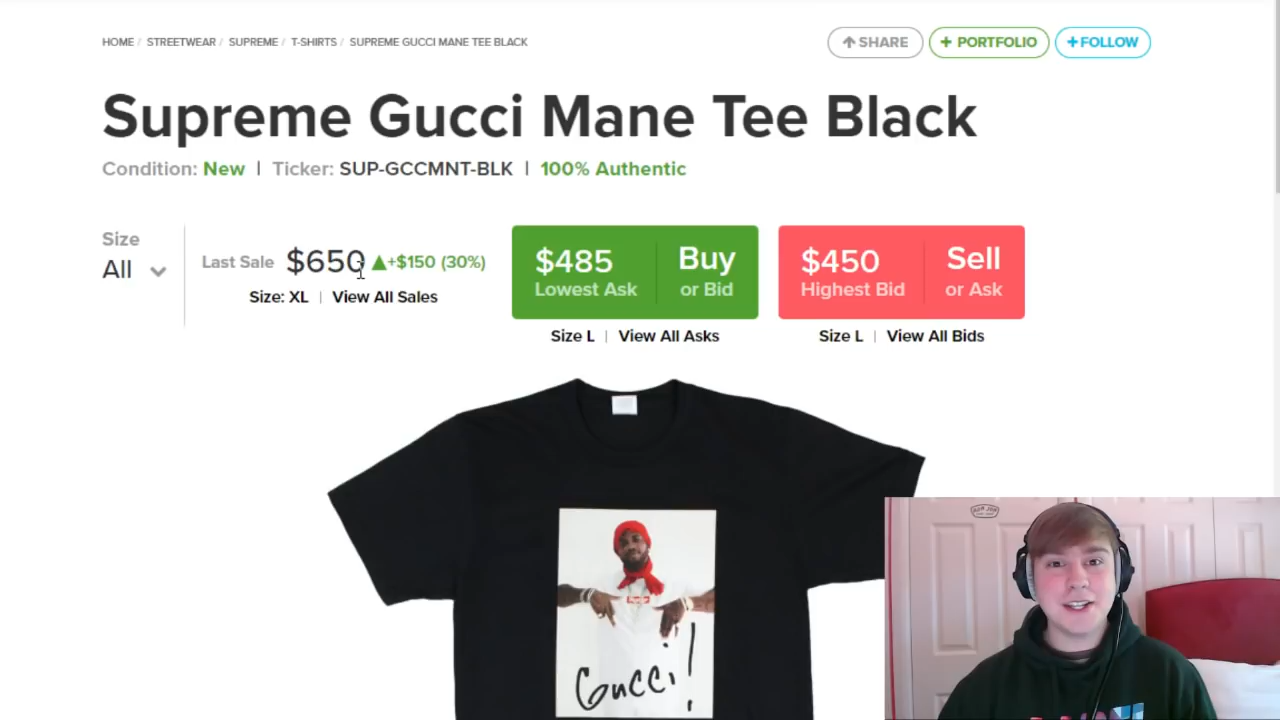 HOME / STREETWEAR / SUPREME / T-SHIRTS / SUPREME GUCCI MANE TEE BLACK
SHARE
+ PORTFOLIO
+FOLLOW
Supreme Gucci Mane Tee Black
Condition: New | Ticker: SUP-GCCMNT-BLK | 100% Authentic
Size
All
Last Sale $650 ▲+$150 (30%)
Size: XL | View All Sales
$485 Buy
Lowest Ask or Bid
Size L | View All Asks
$450 Sell
Highest Bid or Ask
Size L | View All Bids
Gucci!